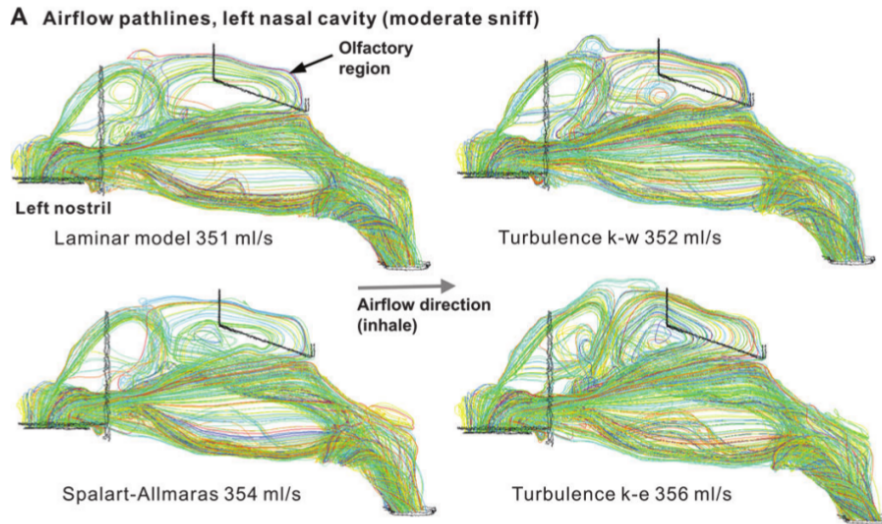 A Airflow pathlines, left nasal cavity (moderate sniff)
Olfactory
region
Left nostril
Laminar model 351 ml/s
Turbulence k-w 352 ml/s
Airflow direction
(inhale)
Spalart-Allmaras 354 ml/s
Turbulence k-e 356 ml/s